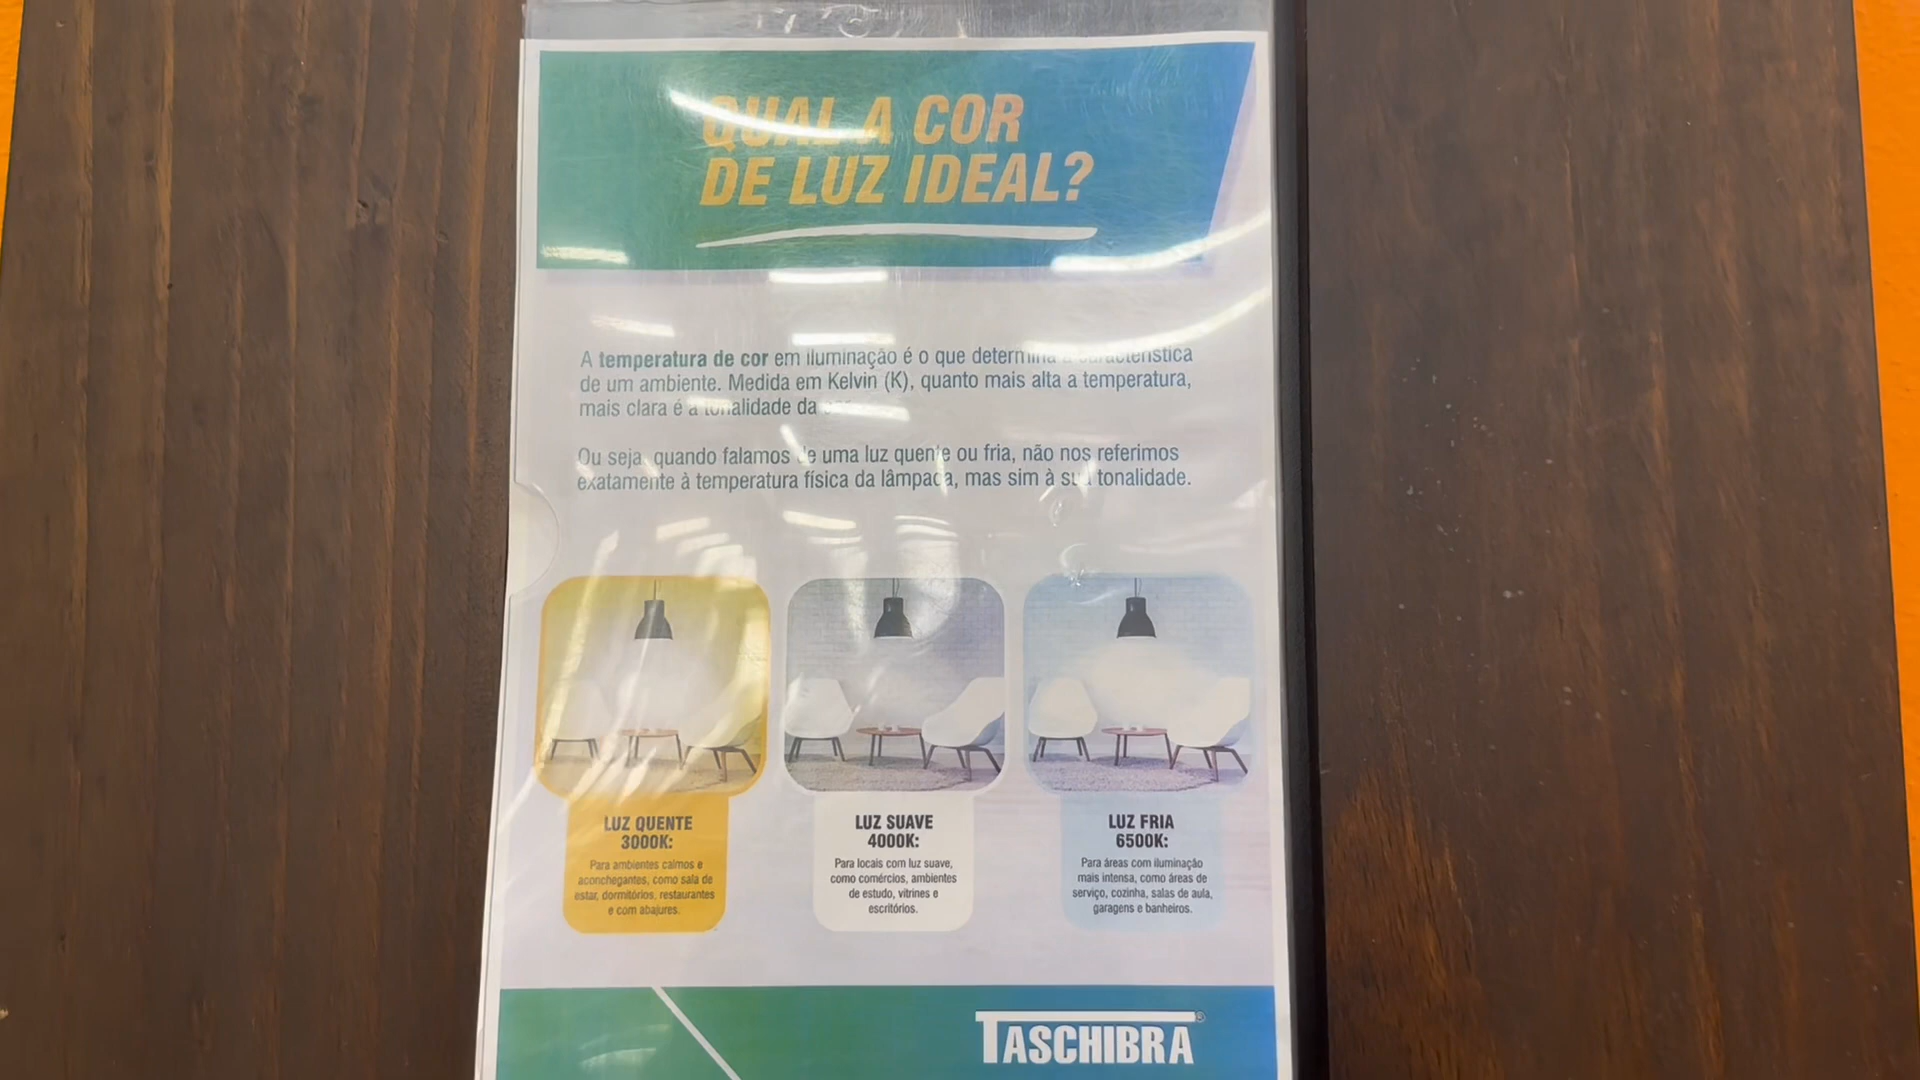 QUAL A COR
DE LUZ IDEAL?
A temperatura de cor em iluminação é o que determina a característica
de um ambiente. Medida em Kelvin (K), quanto mais alta a temperatura,
mais clara é a tonalidade da
Ou seja, quando falamos de uma luz quente ou fria, não nos referimos
exatamente à temperatura física da lâmpada, mas sim à sua tonalidade.
LUZ QUENTE
3000K:
Para ambientes calmos e
aconchegantes, como sala de
estar, dormitórios, restaurantes
e com abajures.
LUZ SUAVE
4000K:
Para locais com luz suave,
como comércios, ambientes
de estudo, vitrines e
escritórios.
LUZ FRIA
6500K:
Para áreas com iluminação
mais intensa, como áreas de
serviço, cozinha, salas de aula,
garagens e banheiros.
TASCHIBRA®